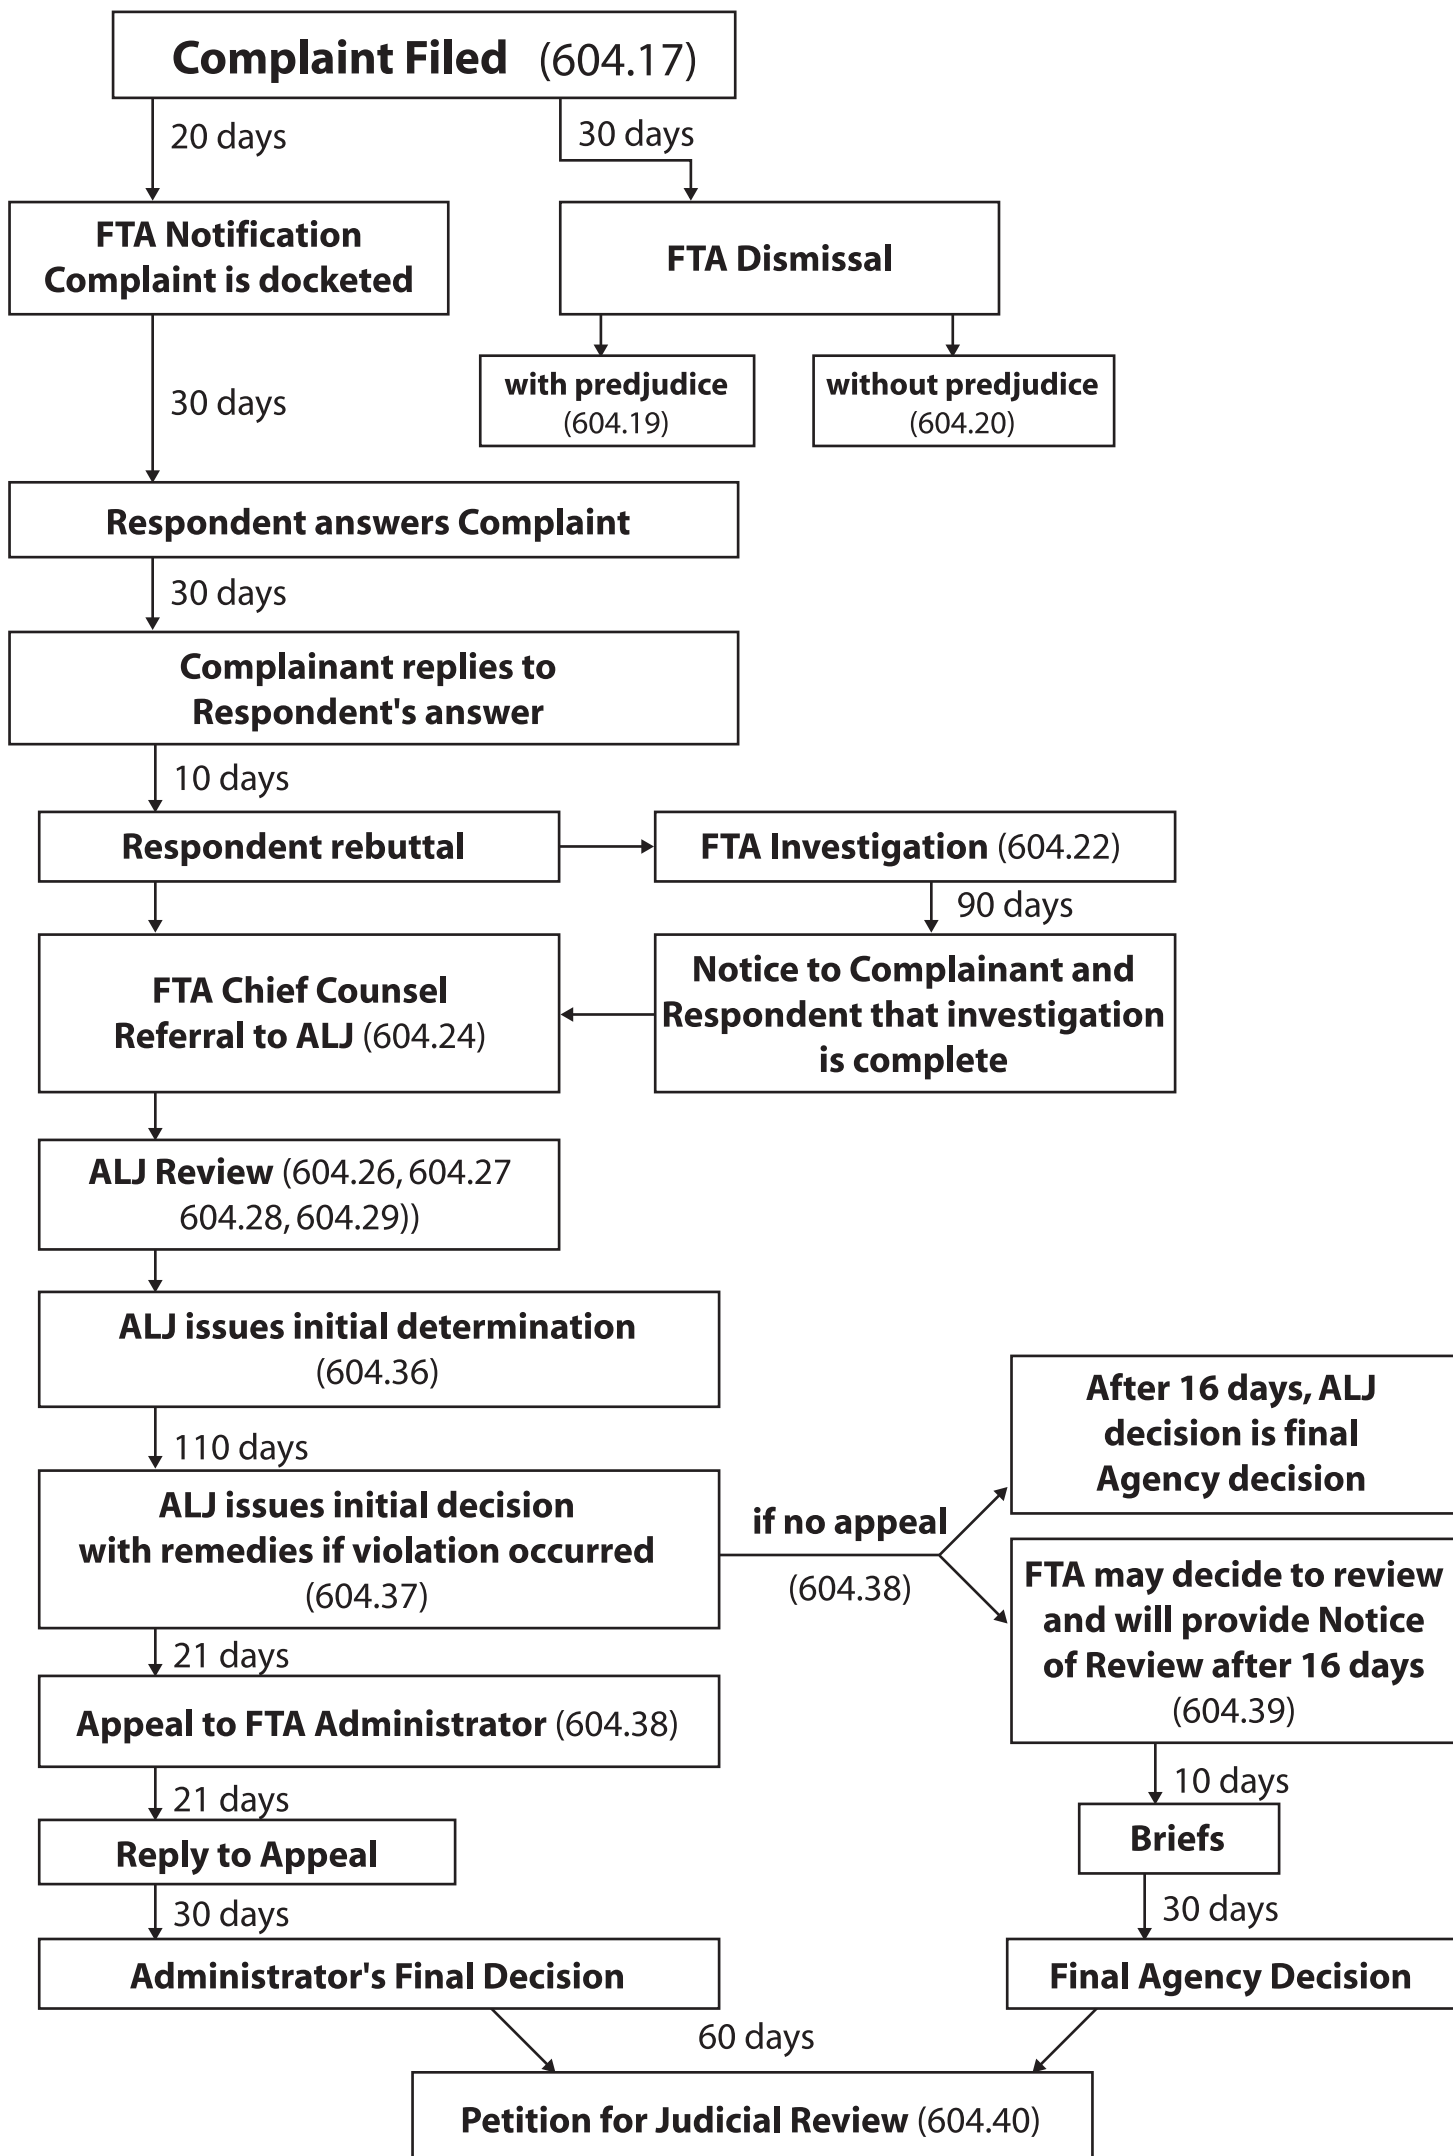 Complaint Filed (604.17)
20 days
30 days
FTA Notification
Complaint is docketed
FTA Dismissal
with predjudice
(604.19)
without predjudice
(604.20)
30 days
Respondent answers Complaint
30 days
Complainant replies to
Respondent's answer
10 days
Respondent rebuttal
FTA Investigation (604.22)
90 days
FTA Chief Counsel
Referral to ALJ (604.24)
Notice to Complainant and
Respondent that investigation
is complete
ALJ Review (604.26, 604.27
604.28, 604.29))
ALJ issues initial determination
(604.36)
110 days
ALJ issues initial decision
with remedies if violation occurred
(604.37)
if no appeal
(604.38)
After 16 days, ALJ
decision is final
Agency decision
FTA may decide to review
and will provide Notice
of Review after 16 days
(604.39)
21 days
Appeal to FTA Administrator (604.38)
21 days
Reply to Appeal
30 days
Administrator's Final Decision
10 days
Briefs
30 days
Final Agency Decision
60 days
Petition for Judicial Review (604.40)